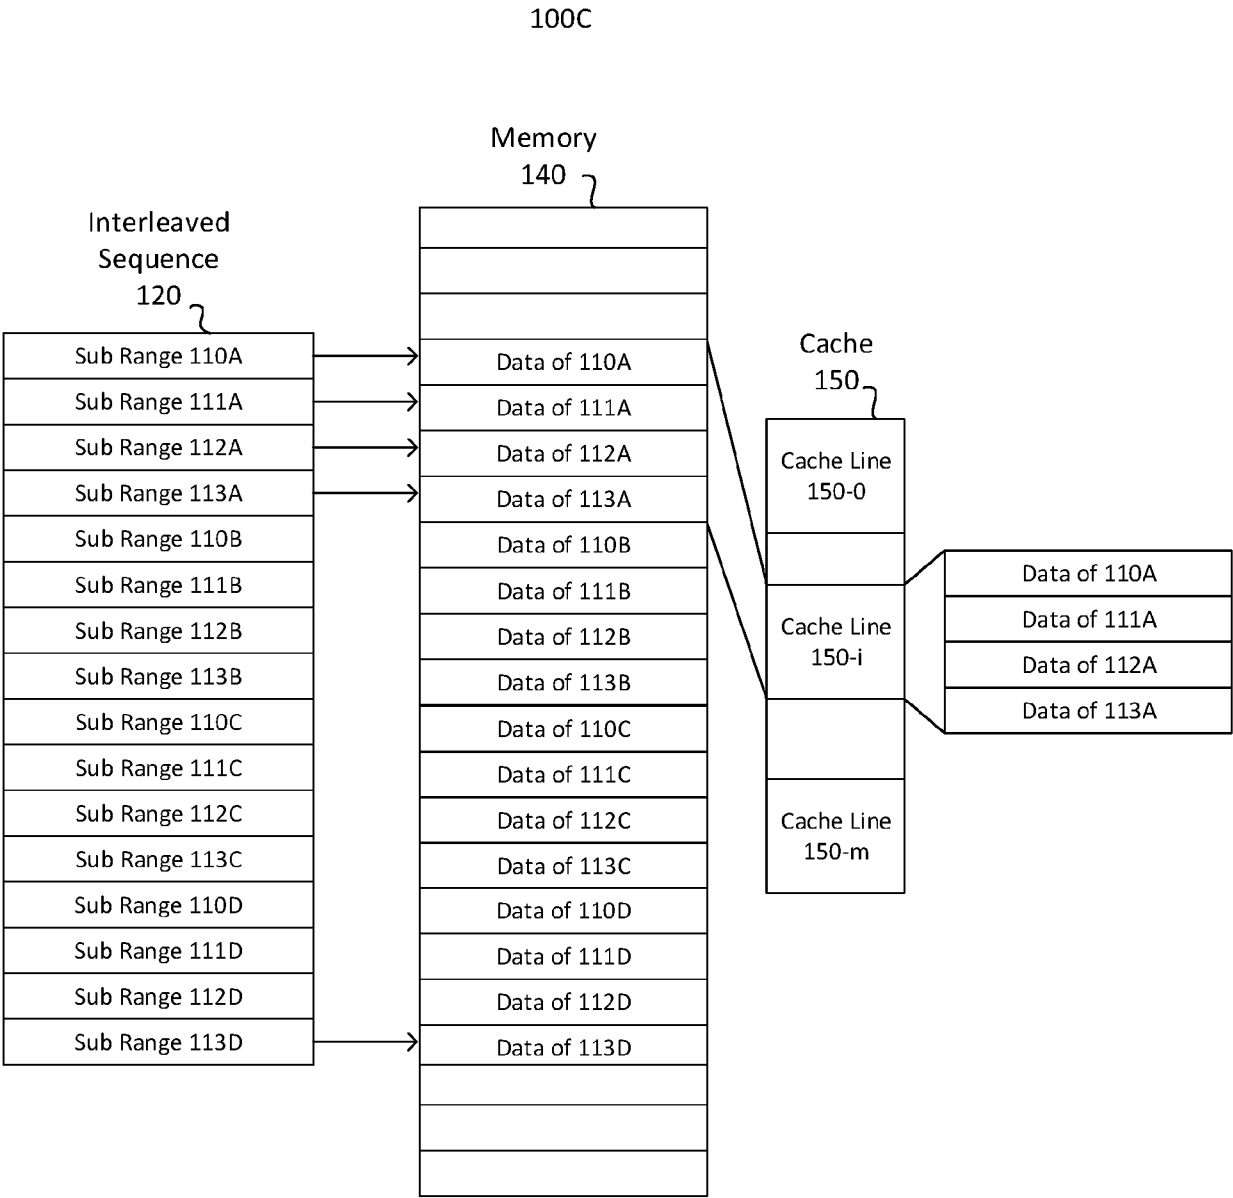 100C
Memory
140
Interleaved
Sequence
120
Sub Range 110A
Sub Range 111A
Sub Range 112A
Sub Range 113A
Sub Range 110B
Sub Range 111B
Sub Range 112B
Sub Range 113B
Sub Range 110C
Sub Range 111C
Sub Range 112C
Sub Range 113C
Sub Range 110D
Sub Range 111D
Sub Range 112D
Sub Range 113D
Data of 110A
Data of 111A
Data of 112A
Data of 113A
Data of 110B
Data of 111B
Data of 112B
Data of 113B
Data of 110C
Data of 111C
Data of 112C
Data of 113C
Data of 110D
Data of 111D
Data of 112D
Data of 113D
Cache
150
Cache Line
150-0
Cache Line
150-i
Cache Line
150-m
Data of 110A
Data of 111A
Data of 112A
Data of 113A